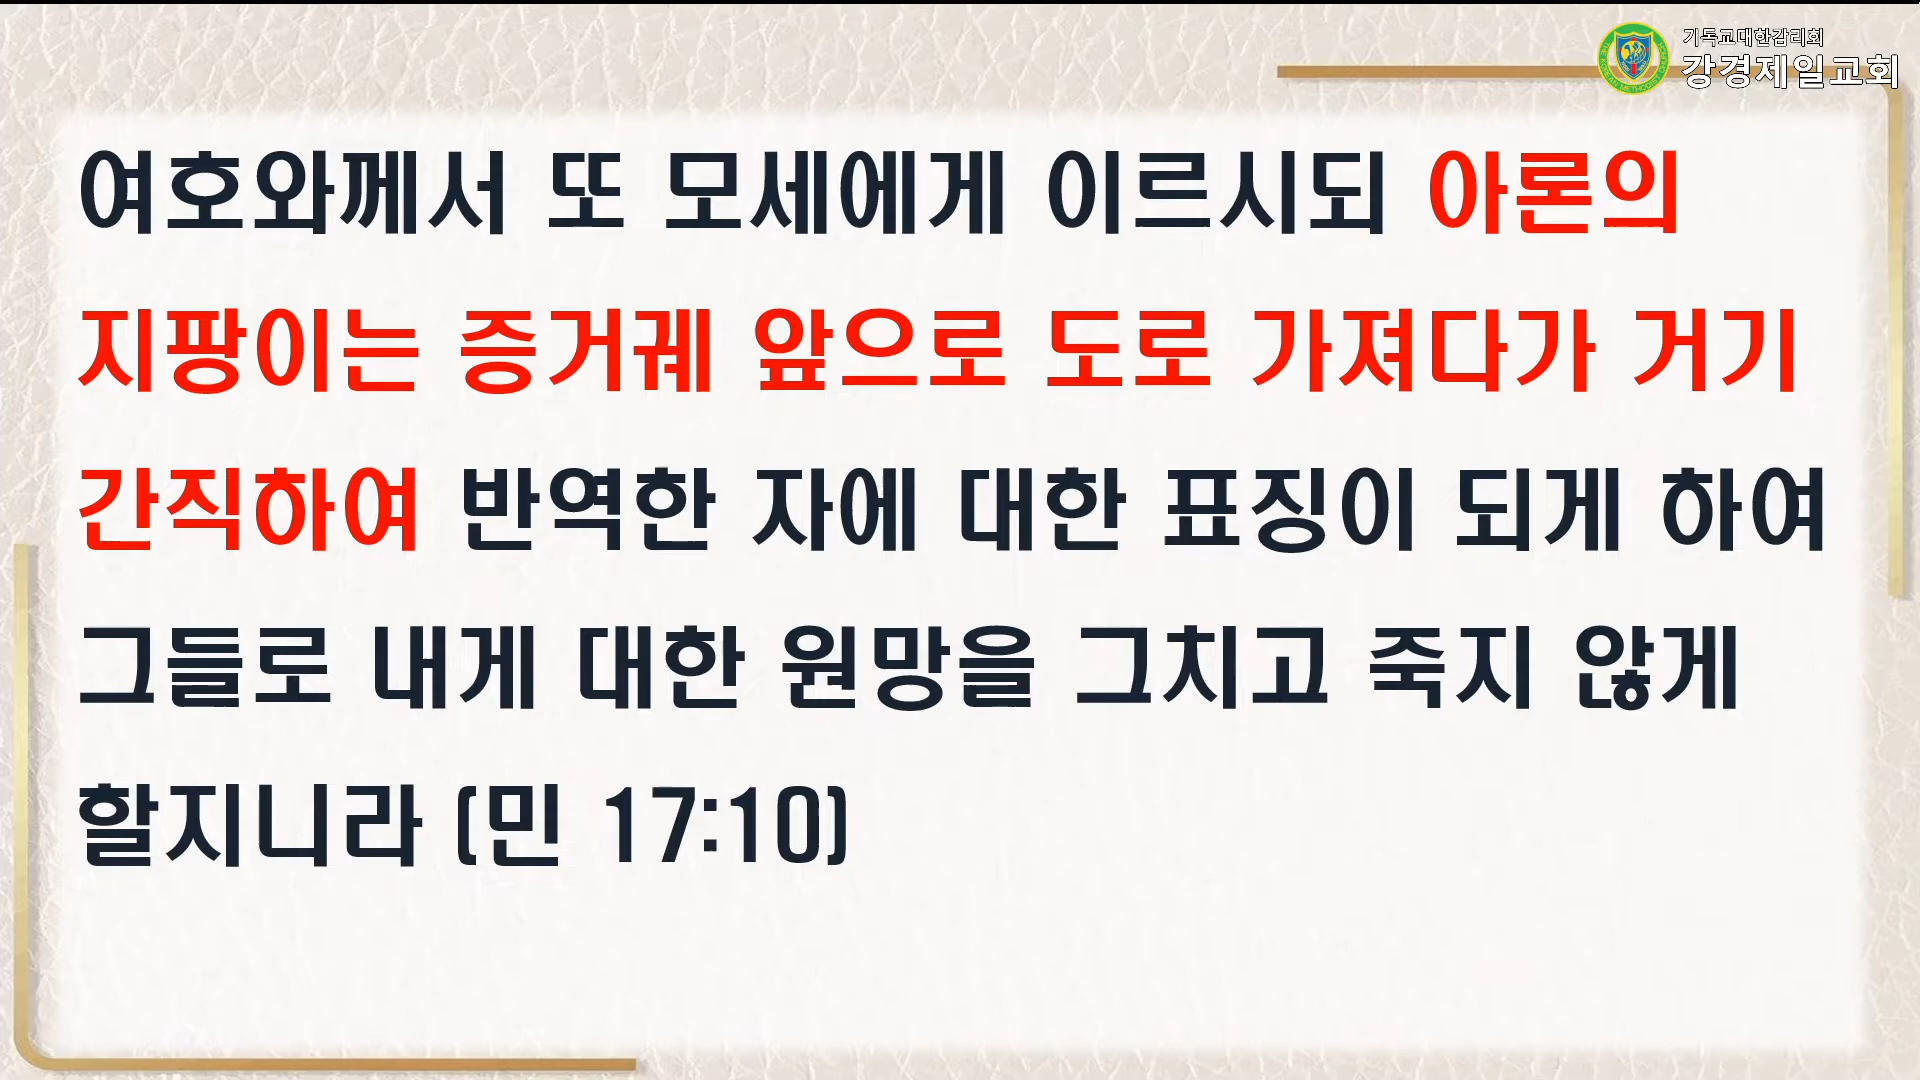 기독교대한감리회
강경제일교회
여호와께서 또 모세에게 이르시되 아론의
지팡이는 증거궤 앞으로 도로 가져다가 거기
간직하여 반역한 자에 대한 표징이 되게 하여
그들로 내게 대한 원망을 그치고 죽지 않게
할지니라 (민 17:10)